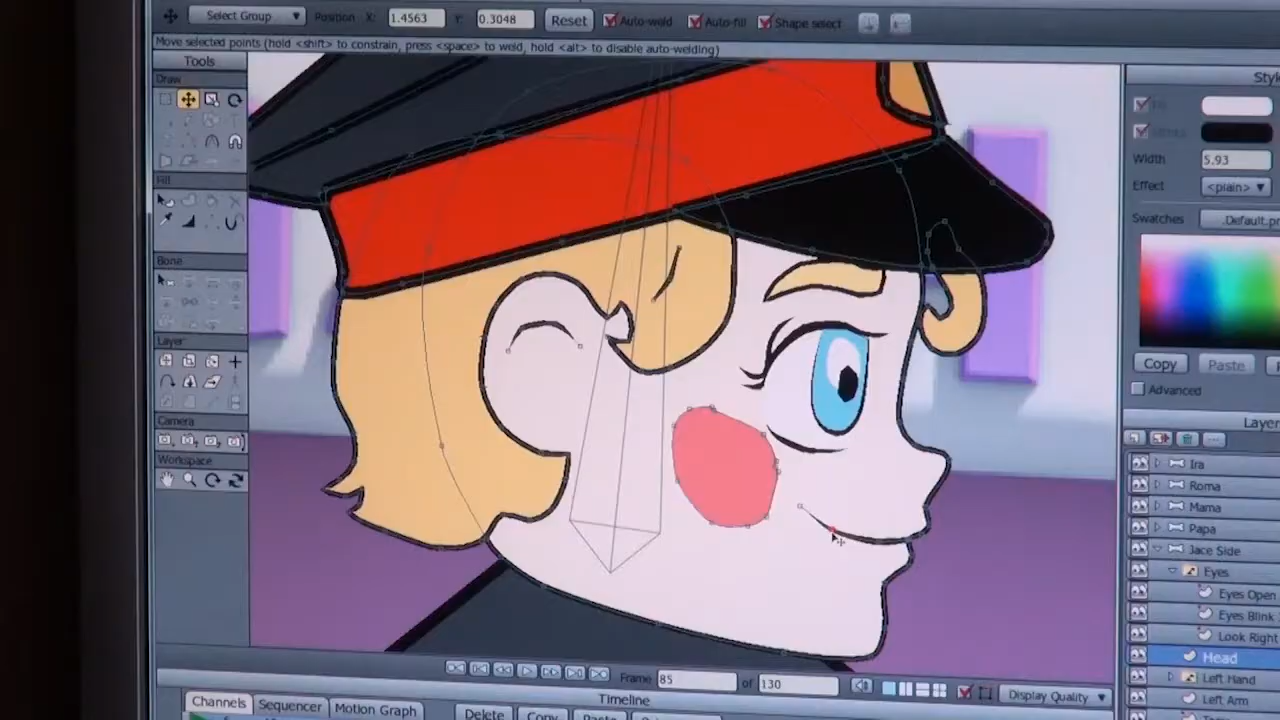 Select Group Position X: 1.4563 Y: 0.3048 Reset Auto-weld Auto-fill Shape select
Move selected points (hold <shift> to constrain, press <space> to weld, hold <alt> to disable auto-welding)
Tools
Draw
Fill
Bone
Layer
Camera
Workspace
Width 5.93
Effect <plain>
Swatches .Default.
Copy Paste
Advanced
Ira
Roma
Mama
Papa
Jace Side
Eyes
Eyes Open
Eyes Blink
Look Right
Head
Left Hand
Left Arm
Frame 85 of 130 Display Quality
Timeline
Channels Sequencer Motion Graph Delete Copy